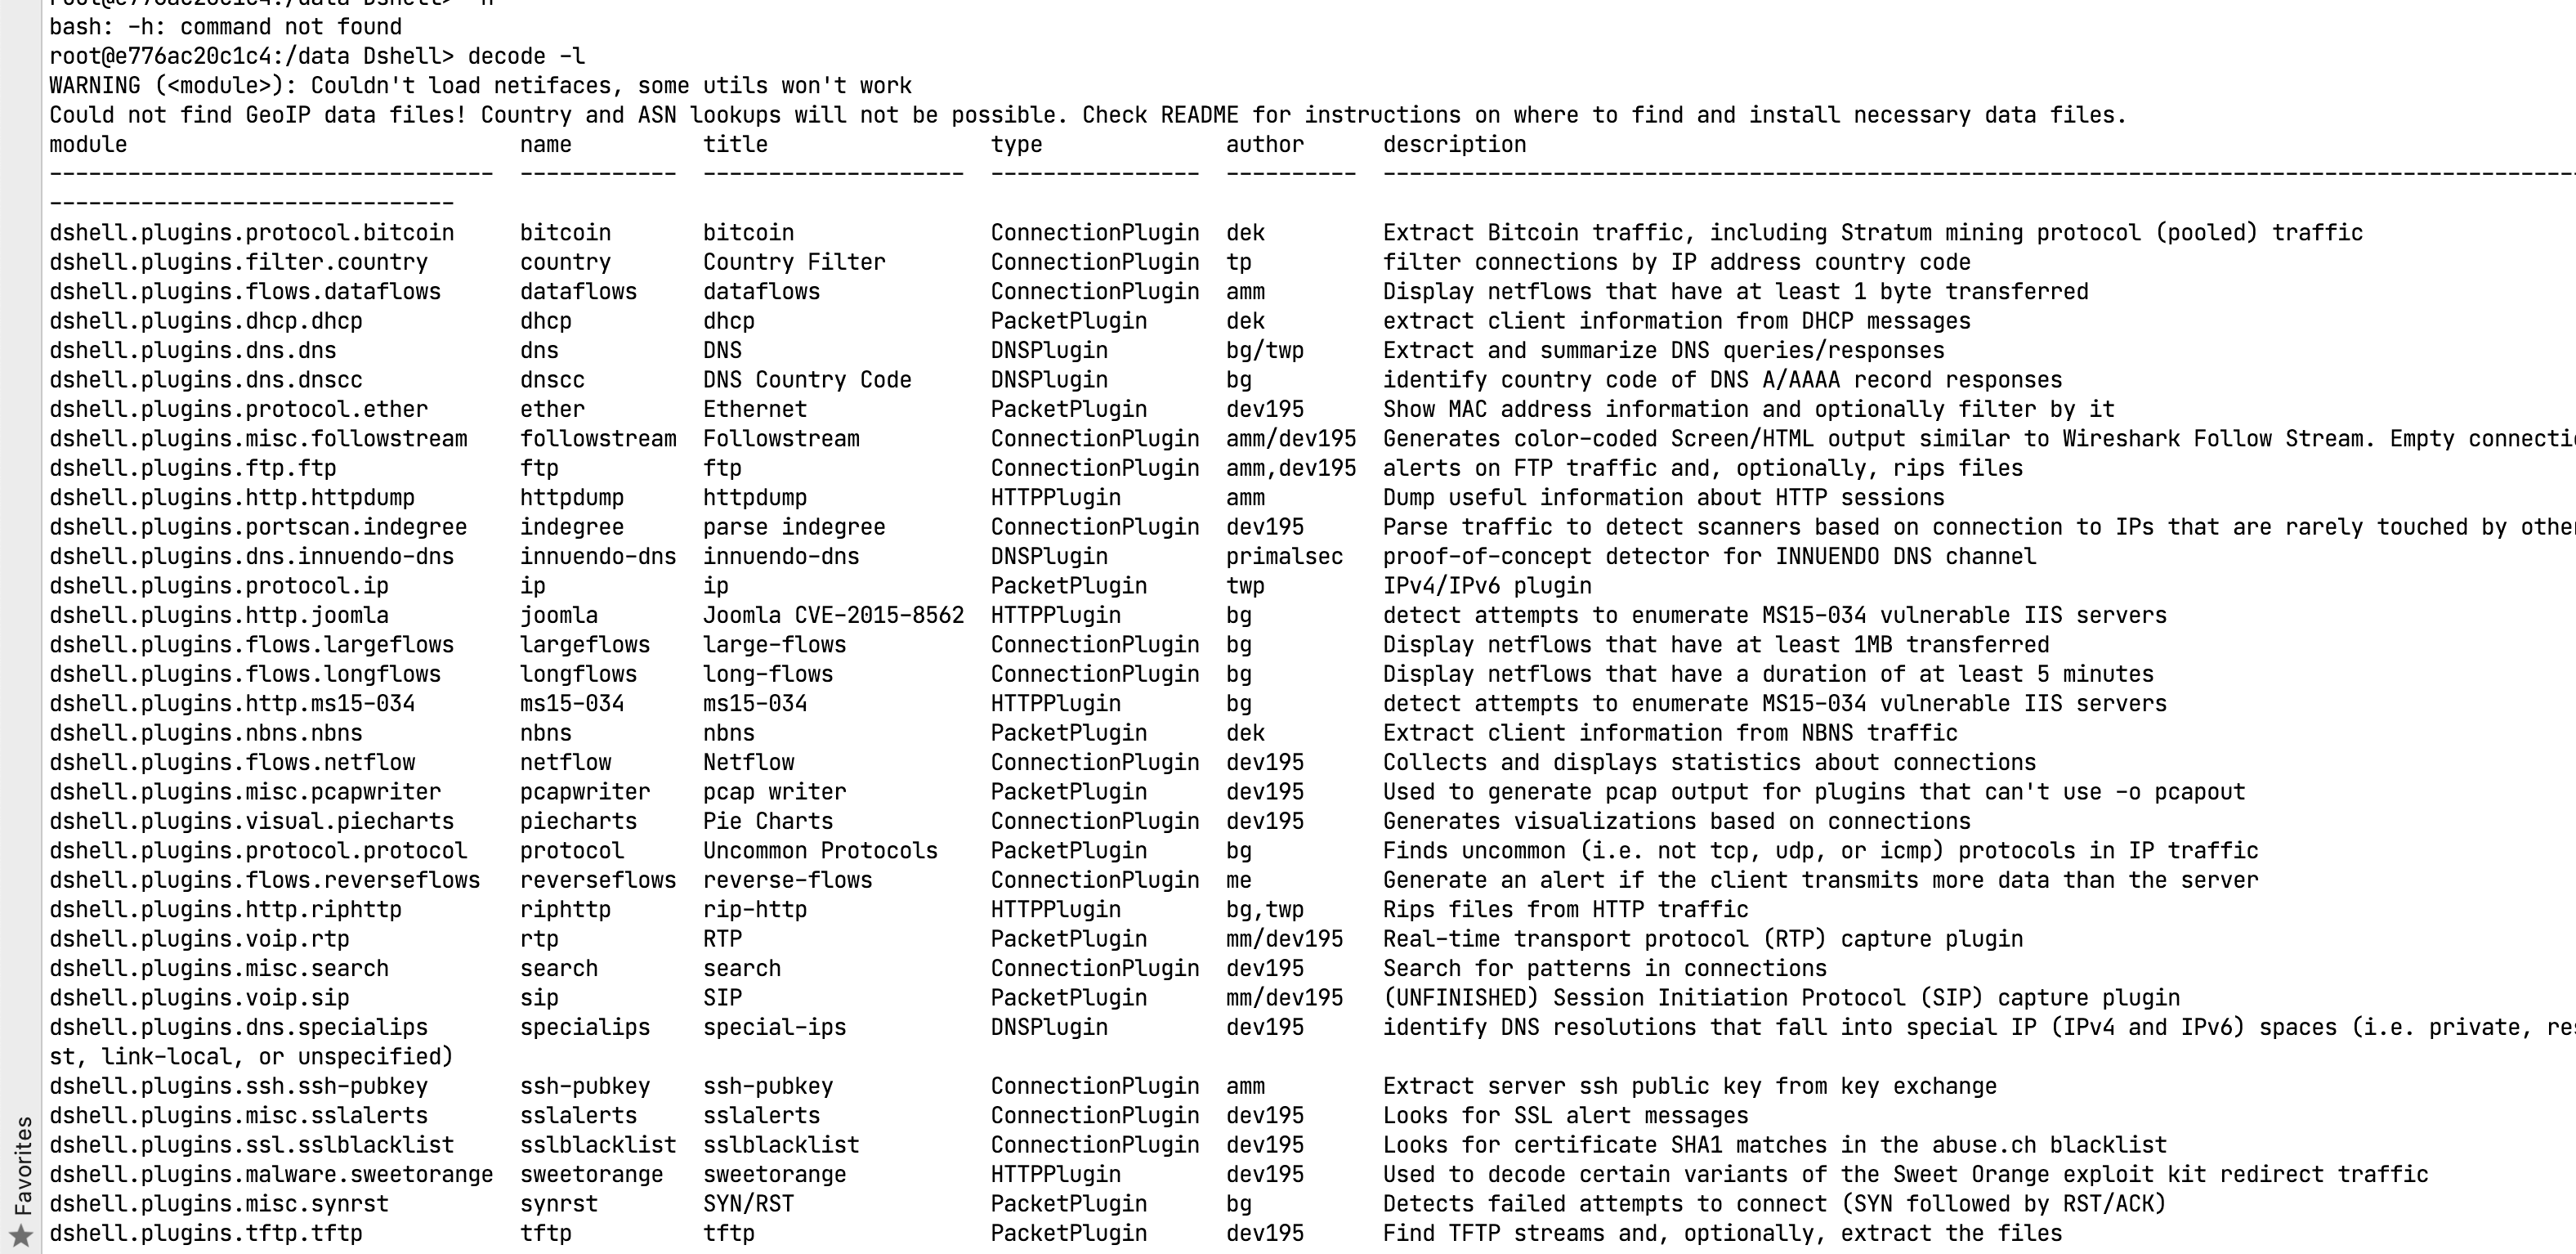 bash: -h: command not found
root@e776ac20c1c4:/data Dshell> decode -l
WARNING (<module>): Couldn't load netifaces, some utils won't work
Could not find GeoIP data files! Country and ASN lookups will not be possible. Check README for instructions on where to find and install necessary data files.
module name title type author description
---------------------------------- ------------ -------------------- ---------------- ---------- --------------------------------------------------------------------------------------------
-------------------------------
dshell.plugins.protocol.bitcoin bitcoin bitcoin ConnectionPlugin dek Extract Bitcoin traffic, including Stratum mining protocol (pooled) traffic
dshell.plugins.filter.country country Country Filter ConnectionPlugin tp filter connections by IP address country code
dshell.plugins.flows.dataflows dataflows dataflows ConnectionPlugin amm Display netflows that have at least 1 byte transferred
dshell.plugins.dhcp.dhcp dhcp dhcp PacketPlugin dek extract client information from DHCP messages
dshell.plugins.dns.dns dns DNS DNSPlugin bg/twp Extract and summarize DNS queries/responses
dshell.plugins.dns.dnscc dnscc DNS Country Code DNSPlugin bg identify country code of DNS A/AAAA record responses
dshell.plugins.protocol.ether ether Ethernet PacketPlugin dev195 Show MAC address information and optionally filter by it
dshell.plugins.misc.followstream followstream Followstream ConnectionPlugin amm/dev195 Generates color-coded Screen/HTML output similar to Wireshark Follow Stream. Empty
dshell.plugins.ftp.ftp ftp ftp ConnectionPlugin amm,dev195 alerts on FTP traffic and, optionally, rips files
dshell.plugins.http.httpdump httpdump httpdump HTTPPlugin amm Dump useful information about HTTP sessions
dshell.plugins.portscan.indegree indegree parse indegree ConnectionPlugin dev195 Parse traffic to detect scanners based on connection to IPs that are rarely touched by
dshell.plugins.dns.innuendo-dns innuendo-dns innuendo-dns DNSPlugin primalsec proof-of-concept detector for INNUENDO DNS channel
dshell.plugins.protocol.ip ip ip PacketPlugin twp IPv4/IPv6 plugin
dshell.plugins.http.joomla joomla Joomla CVE-2015-8562 HTTPPlugin bg detect attempts to enumerate MS15-034 vulnerable IIS servers
dshell.plugins.flows.largeflows largeflows large-flows ConnectionPlugin bg Display netflows that have at least 1MB transferred
dshell.plugins.flows.longflows longflows long-flows ConnectionPlugin bg Display netflows that have a duration of at least 5 minutes
dshell.plugins.http.ms15-034 ms15-034 ms15-034 HTTPPlugin bg detect attempts to enumerate MS15-034 vulnerable IIS servers
dshell.plugins.nbns.nbns nbns nbns PacketPlugin dek Extract client information from NBNS traffic
dshell.plugins.flows.netflow netflow Netflow ConnectionPlugin dev195 Collects and displays statistics about connections
dshell.plugins.misc.pcapwriter pcapwriter pcap writer PacketPlugin dev195 Used to generate pcap output for plugins that can't use -o pcapout
dshell.plugins.visual.piecharts piecharts Pie Charts ConnectionPlugin dev195 Generates visualizations based on connections
dshell.plugins.protocol.protocol protocol Uncommon Protocols PacketPlugin bg Finds uncommon (i.e. not tcp, udp, or icmp) protocols in IP traffic
dshell.plugins.flows.reverseflows reverseflows reverse-flows ConnectionPlugin me Generate an alert if the client transmits more data than the server
dshell.plugins.http.riphttp riphttp rip-http HTTPPlugin bg,twp Rips files from HTTP traffic
dshell.plugins.voip.rtp rtp RTP PacketPlugin mm/dev195 Real-time transport protocol (RTP) capture plugin
dshell.plugins.misc.search search search ConnectionPlugin dev195 Search for patterns in connections
dshell.plugins.voip.sip sip SIP PacketPlugin mm/dev195 (UNFINISHED) Session Initiation Protocol (SIP) capture plugin
dshell.plugins.dns.specialips specialips special-ips DNSPlugin dev195 identify DNS resolutions that fall into special IP (IPv4 and IPv6) spaces (i.e. private,
st, link-local, or unspecified)
dshell.plugins.ssh.ssh-pubkey ssh-pubkey ssh-pubkey ConnectionPlugin amm Extract server ssh public key from key exchange
dshell.plugins.misc.sslalerts sslalerts sslalerts ConnectionPlugin dev195 Looks for SSL alert messages
dshell.plugins.ssl.sslblacklist sslblacklist sslblacklist ConnectionPlugin dev195 Looks for certificate SHA1 matches in the abuse.ch blacklist
dshell.plugins.malware.sweetorange sweetorange sweetorange HTTPPlugin dev195 Used to decode certain variants of the Sweet Orange exploit kit redirect traffic
dshell.plugins.misc.synrst synrst SYN/RST PacketPlugin bg Detects failed attempts to connect (SYN followed by RST/ACK)
dshell.plugins.tftp.tftp tftp tftp PacketPlugin dev195 Find TFTP streams and, optionally, extract the files
Favorites